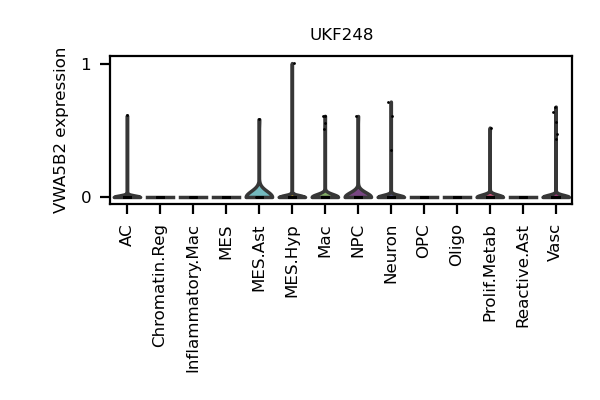 UKF248
VWA5B2 expression
1
0
AC
Chromatin.Reg
Inflammatory.Mac
MES
MES.Ast
MES.Hyp
Mac
NPC
Neuron
OPC
Oligo
Prolif.Metab
Reactive.Ast
Vasc